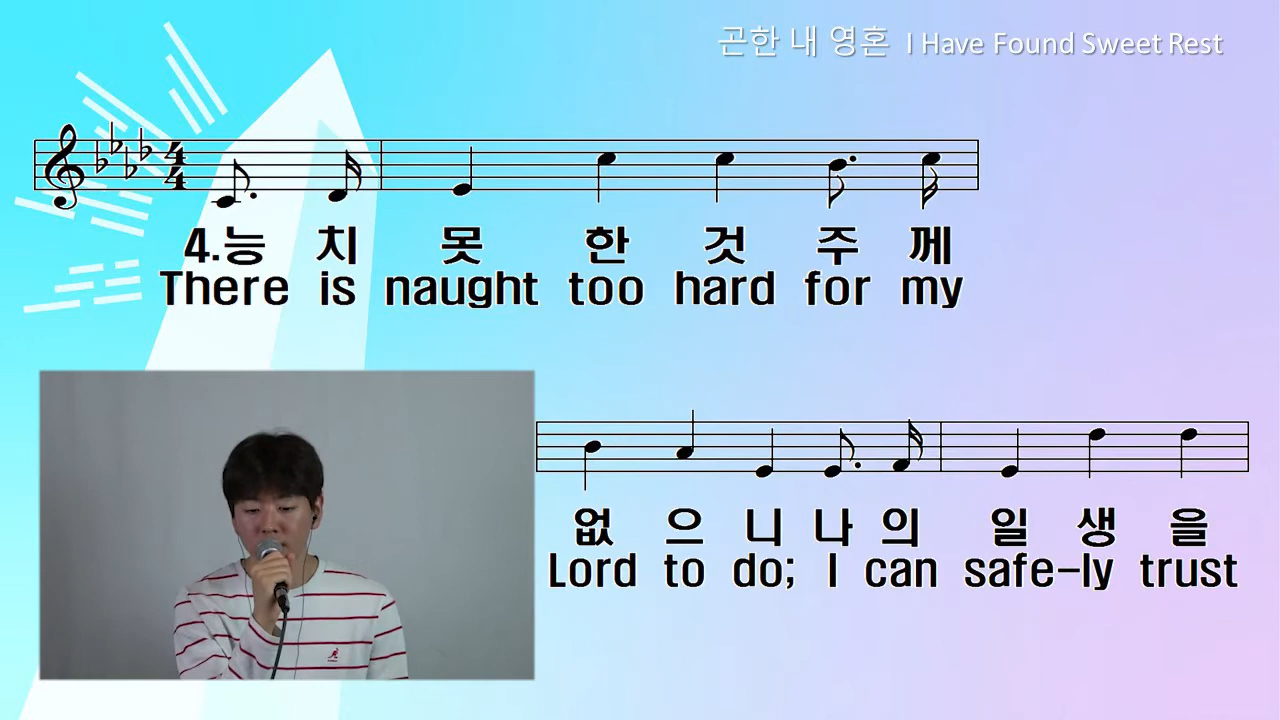 곤한 내 영혼 I Have Found Sweet Rest
4.능 치 못 한 것 주 께
There is naught too hard for my
없 으 니 나 의 일 생 을
Lord to do; I can safe-ly trust